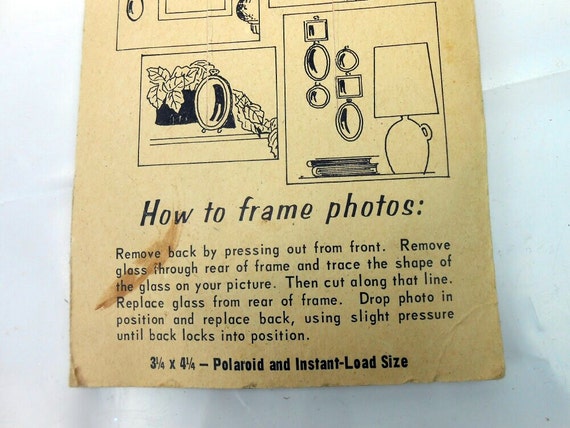 How to frame photos:
Remove back by pressing out from front. Remove
glass through rear of frame and trace the shape of
the glass on your picture. Then cut along that line.
Replace glass from rear of frame. Drop photo in
position and replace back, using slight pressure
until back locks into position.
3¼ x 4¼ — Polaroid and Instant-Load Size